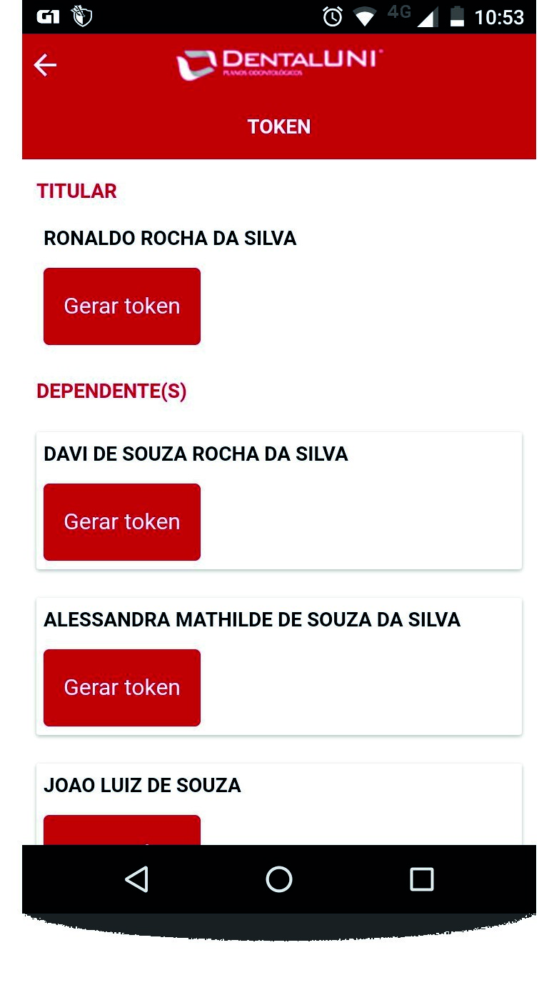 G1
4G
10:53
DENTALUNI
PLANOS ODONTOLÓGICOS
TOKEN
TITULAR
RONALDO ROCHA DA SILVA
Gerar token
DEPENDENTE(S)
DAVI DE SOUZA ROCHA DA SILVA
Gerar token
ALESSANDRA MATHILDE DE SOUZA DA SILVA
Gerar token
JOAO LUIZ DE SOUZA